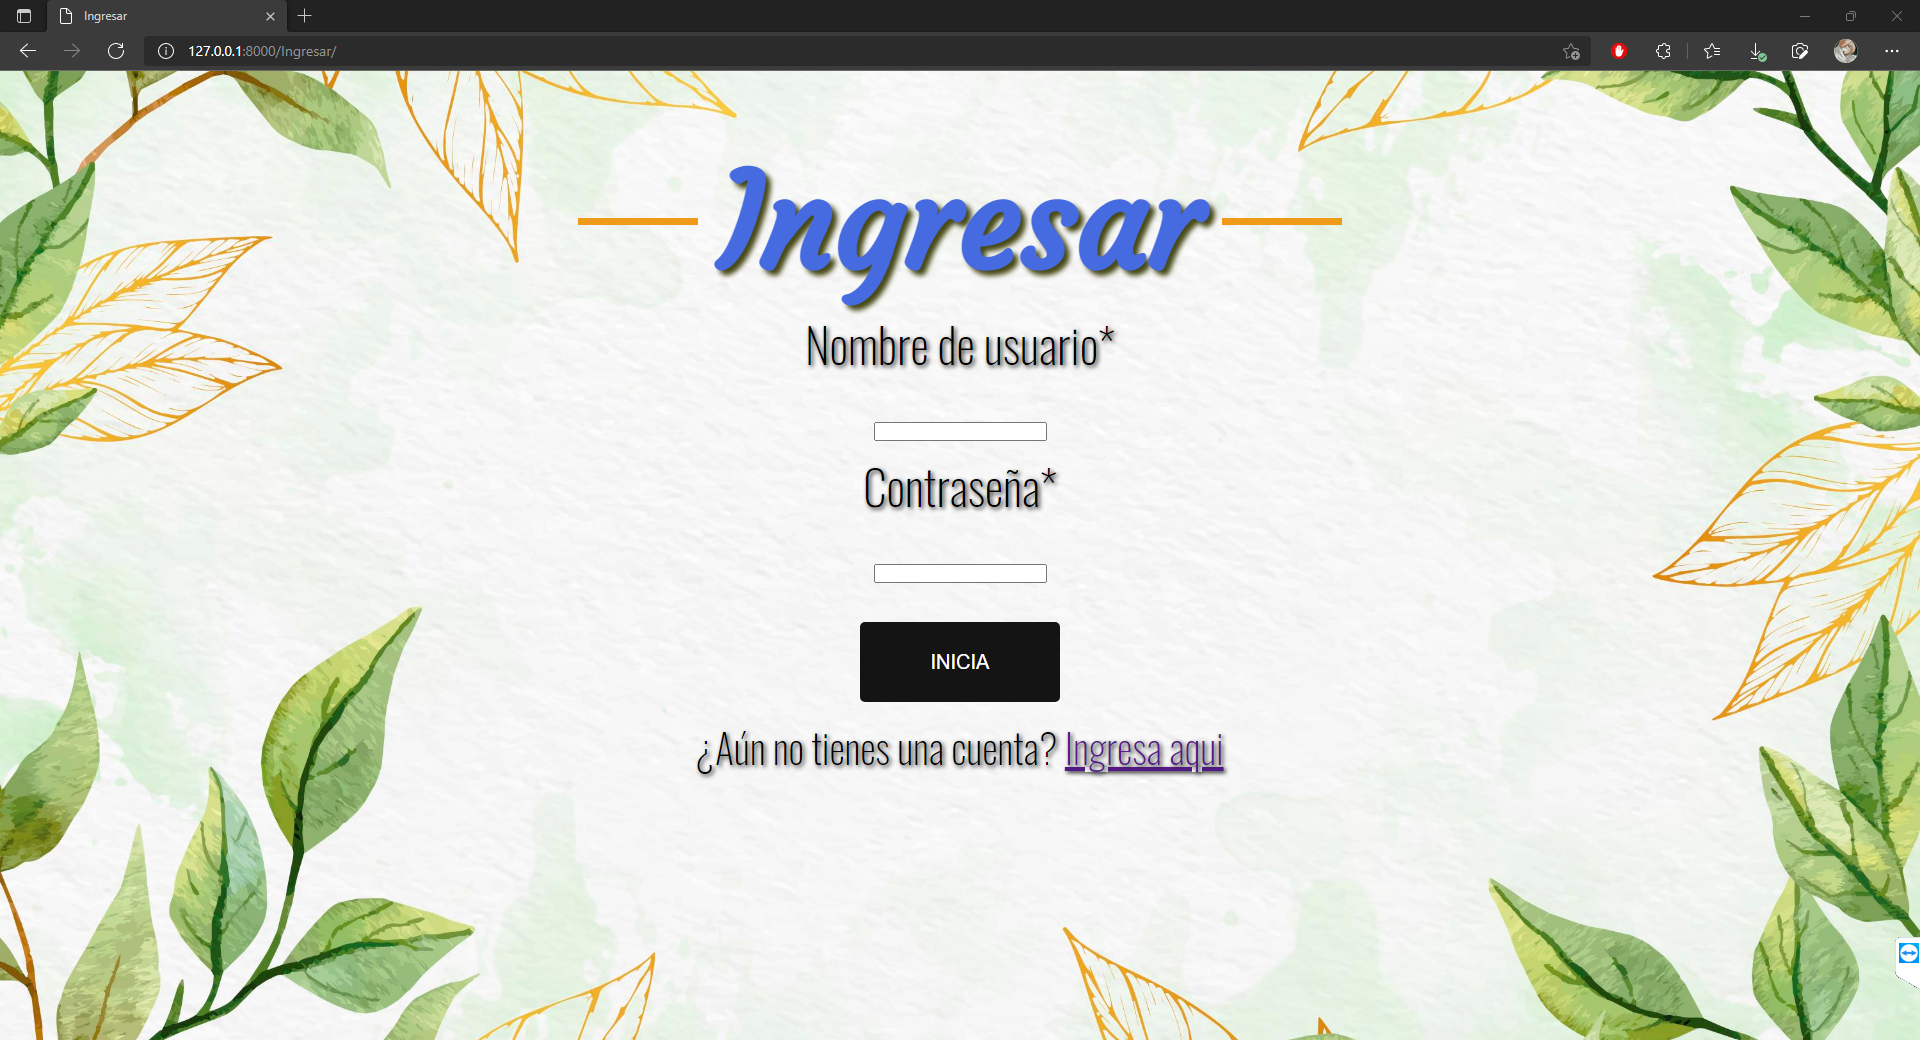 Ingresar
127.0.0.1:8000/Ingresar/
Ingresar
Nombre de usuario*
Contraseña*
INICIA
¿Aún no tienes una cuenta? Ingresa aqui